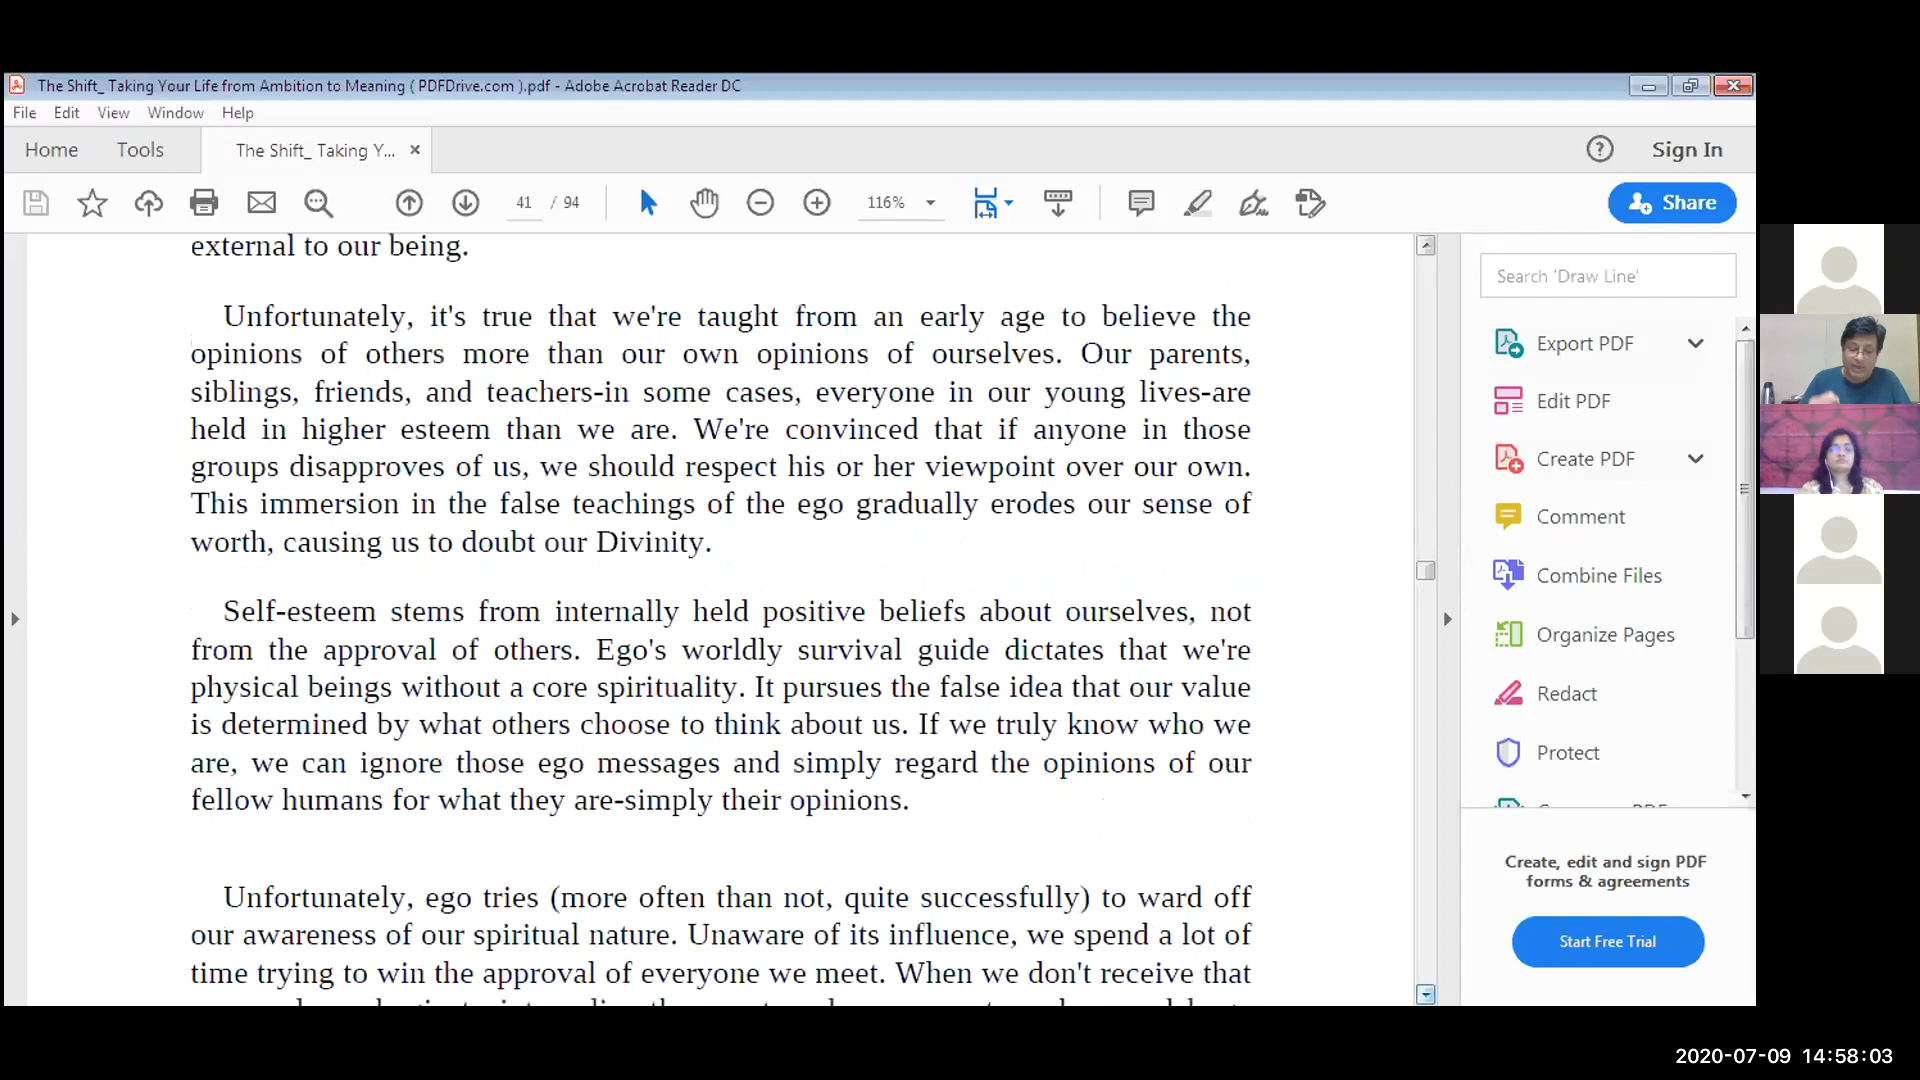 The Shift_ Taking Your Life from Ambition to Meaning ( PDFDrive.com ).pdf - Adobe Acrobat Reader DC
File Edit View Window Help
Home Tools The Shift_ Taking Y... × Sign In
41 / 94 116% Share
external to our being.
Unfortunately, it's true that we're taught from an early age to believe the
opinions of others more than our own opinions of ourselves. Our parents,
siblings, friends, and teachers-in some cases, everyone in our young lives-are
held in higher esteem than we are. We're convinced that if anyone in those
groups disapproves of us, we should respect his or her viewpoint over our own.
This immersion in the false teachings of the ego gradually erodes our sense of
worth, causing us to doubt our Divinity.
Self-esteem stems from internally held positive beliefs about ourselves, not
from the approval of others. Ego's worldly survival guide dictates that we're
physical beings without a core spirituality. It pursues the false idea that our value
is determined by what others choose to think about us. If we truly know who we
are, we can ignore those ego messages and simply regard the opinions of our
fellow humans for what they are-simply their opinions.
Unfortunately, ego tries (more often than not, quite successfully) to ward off
our awareness of our spiritual nature. Unaware of its influence, we spend a lot of
time trying to win the approval of everyone we meet. When we don't receive that
Search 'Draw Line'
Export PDF
Edit PDF
Create PDF
Comment
Combine Files
Organize Pages
Redact
Protect
Create, edit and sign PDF
forms & agreements
Start Free Trial
2020-07-09 14:58:03